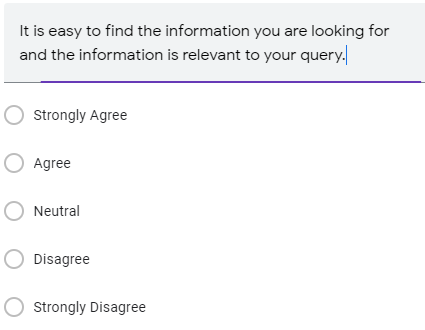 It is easy to find the information you are looking for
and the information is relevant to your query.
Strongly Agree
Agree
Neutral
Disagree
Strongly Disagree